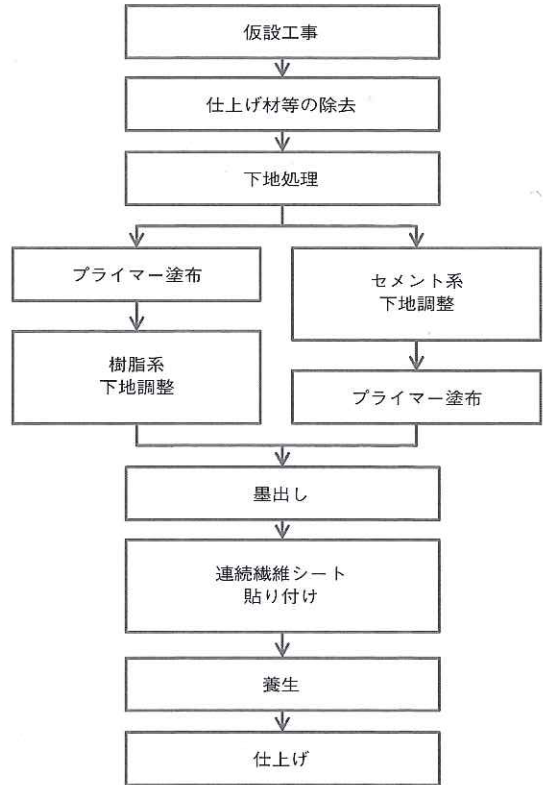 仮設工事
仕上げ材等の除去
下地処理
プライマー塗布
樹脂系
下地調整
セメント系
下地調整
プライマー塗布
墨出し
連続繊維シート
貼り付け
養生
仕上げ